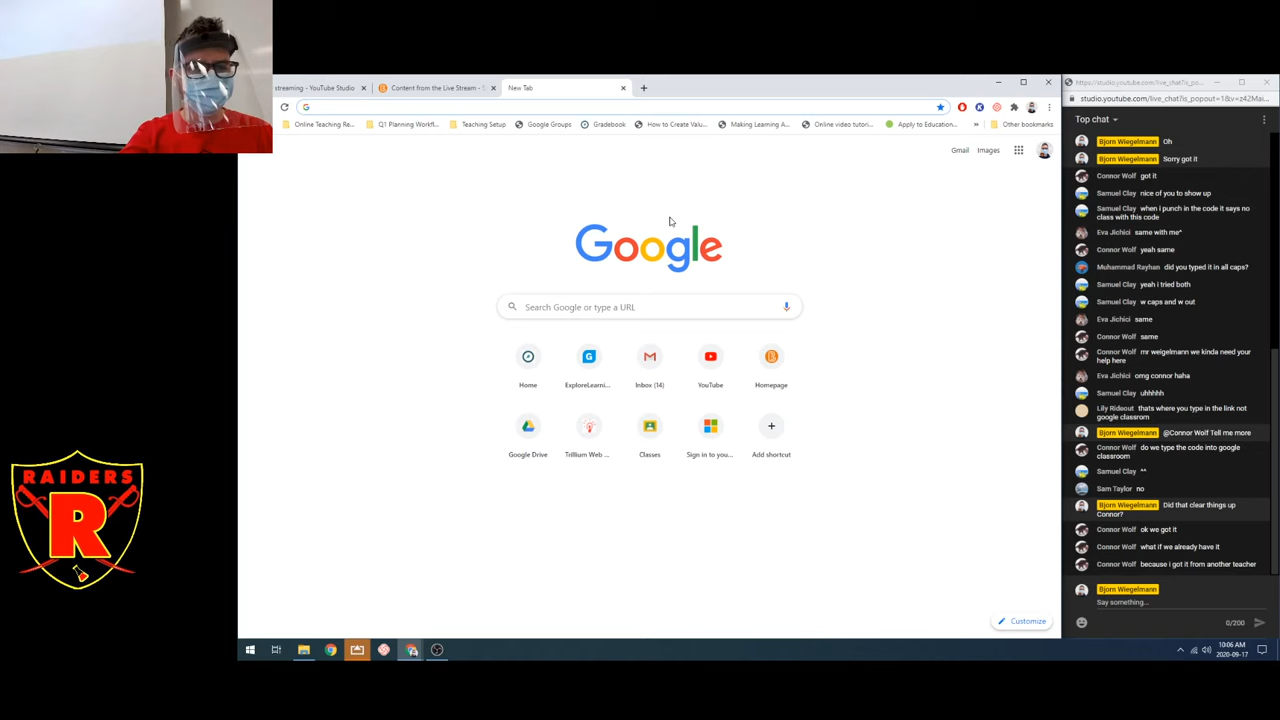 streaming - YouTube Studio
Content from the Live Stream -
New Tab
Online Teaching Re...
Q1 Planning Workfl...
Teaching Setup
Google Groups
Gradebook
How to Create Valu...
Making Learning A...
Online video tutori...
Apply to Education...
»
Other bookmarks
Gmail
Images
Google
Search Google or type a URL
Home
ExploreLearni...
Inbox (14)
YouTube
Homepage
Google Drive
Trillium Web ...
Classes
Sign in to you...
Add shortcut
Customize
RAIDERS
R
https://studio.youtube.com/live_chat?is_po...
studio.youtube.com/live_chat?is_popout=1&v=z42Mai...
Top chat
Bjorn Wiegelmann Oh
Bjorn Wiegelmann Sorry got it
Connor Wolf got it
Samuel Clay nice of you to show up
Samuel Clay when i punch in the code it says no
class with this code
Eva Jichici same with me^
Connor Wolf yeah same
Muhammad Rayhan did you typed it in all caps?
Samuel Clay yeah i tried both
Samuel Clay w caps and w out
Eva Jichici same
Connor Wolf same
Connor Wolf mr weigelmann we kinda need your
help here
Eva Jichici omg connor haha
Samuel Clay uhhhhh
Lily Rideout thats where you type in the link not
google classrom
Bjorn Wiegelmann @Connor Wolf Tell me more
Connor Wolf do we type the code into google
classroom
Samuel Clay ^^
Sam Taylor no
Bjorn Wiegelmann Did that clear things up
Connor?
Connor Wolf ok we got it
Connor Wolf what if we already have it
Connor Wolf because i got it from another teacher
Bjorn Wiegelmann
Say something...
0/200
10:06 AM
2020-09-17